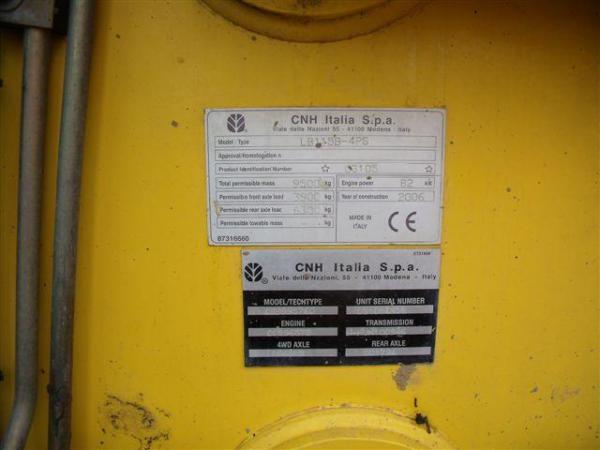 CNH Italia S.p.a.
Viale delle Nazioni 55 - 41100 Modena - Italy
Model / Type LB115B-4PS
Approval/homologation n
Product Identification Number
Total permissible mass 9500 kg
Engine power 82 kW
Permissible front axle load 3900 kg
Year of construction 2006
Permissible rear axle load kg
Permissible towable mass kg
MADE IN ITALY
CE
87316660
CNH Italia S.p.a.
Viale delle Nazioni, 55 - 41100 Modena - Italy
MODEL/TECHTYPE
UNIT SERIAL NUMBER
ENGINE
TRANSMISSION
4WD AXLE
REAR AXLE